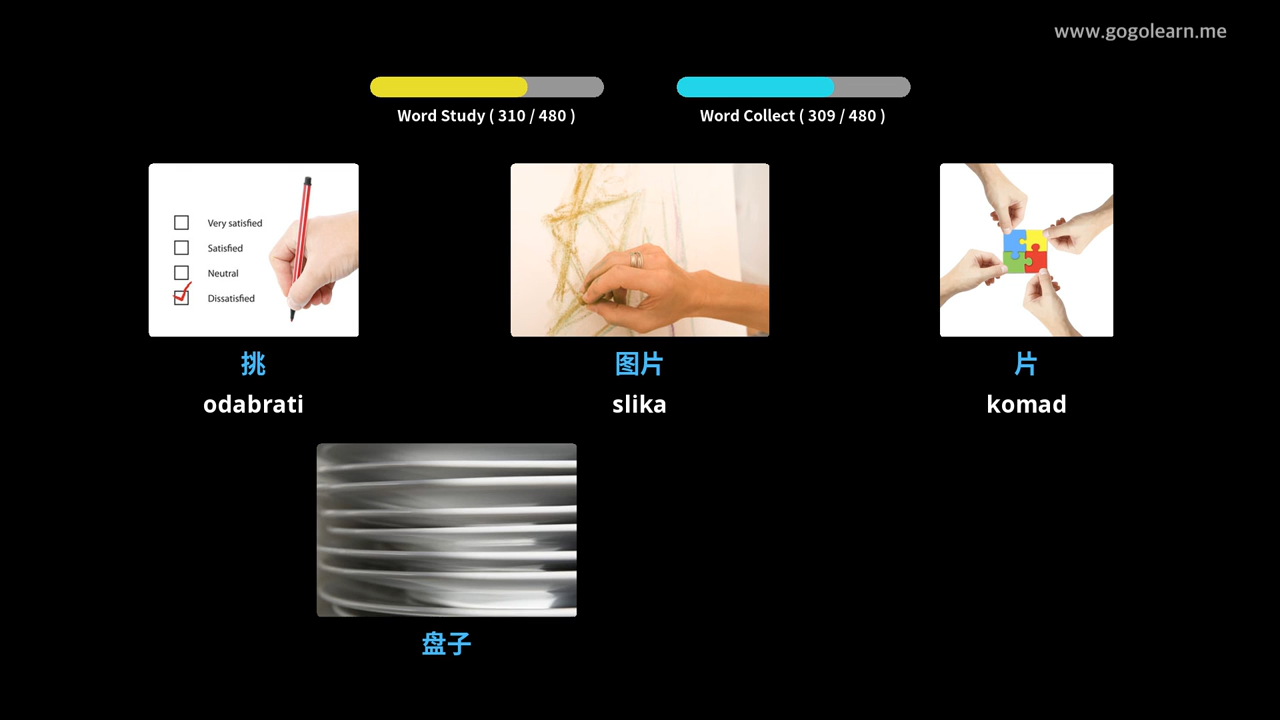 www.gogolearn.me
Word Study ( 310 / 480 )
Word Collect ( 309 / 480 )
Very satisfied
Satisfied
Neutral
Dissatisfied
挑
图片
片
odabrati
slika
komad
盘子